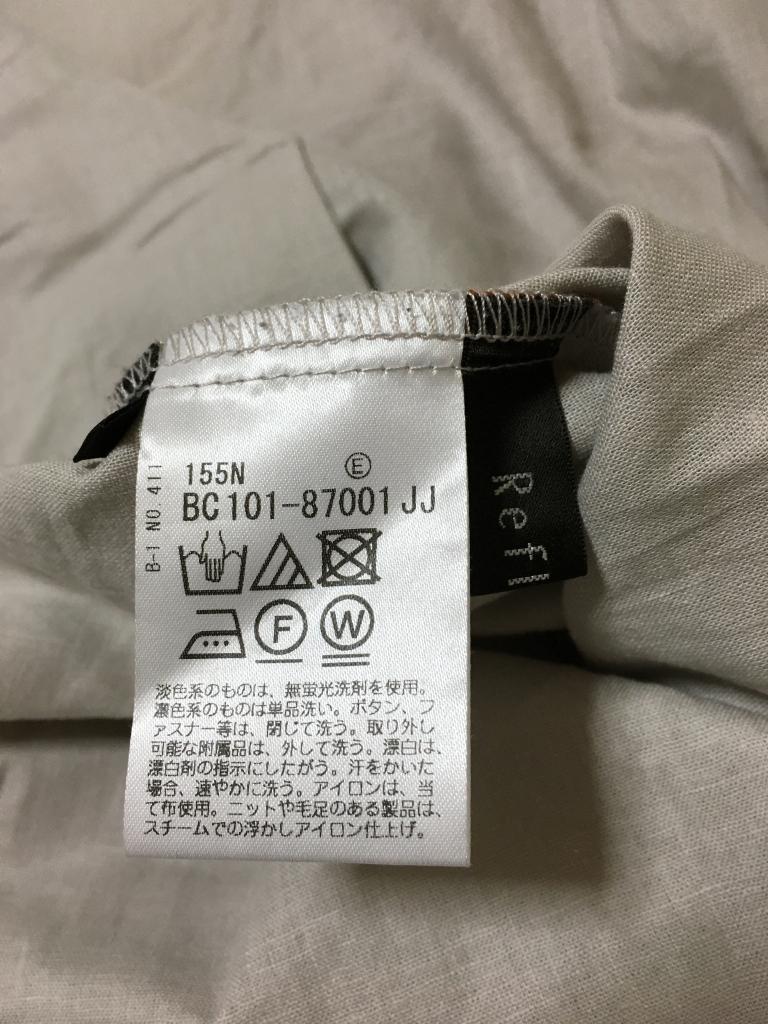 155N Ⓔ
BC101-87001JJ
B-1 NO.411
F W
淡色系のものは、無蛍光洗剤を使用。
濃色系のものは単品洗い。ボタン、フ
ァスナー等は、閉じて洗う。取り外し
可能な附属品は、外して洗う。漂白は、
漂白剤の指示にしたがう。汗をかいた
場合、速やかに洗う。アイロンは、当
て布使用。ニットや毛足のある製品は、
スチームでの浮かしアイロン仕上げ。